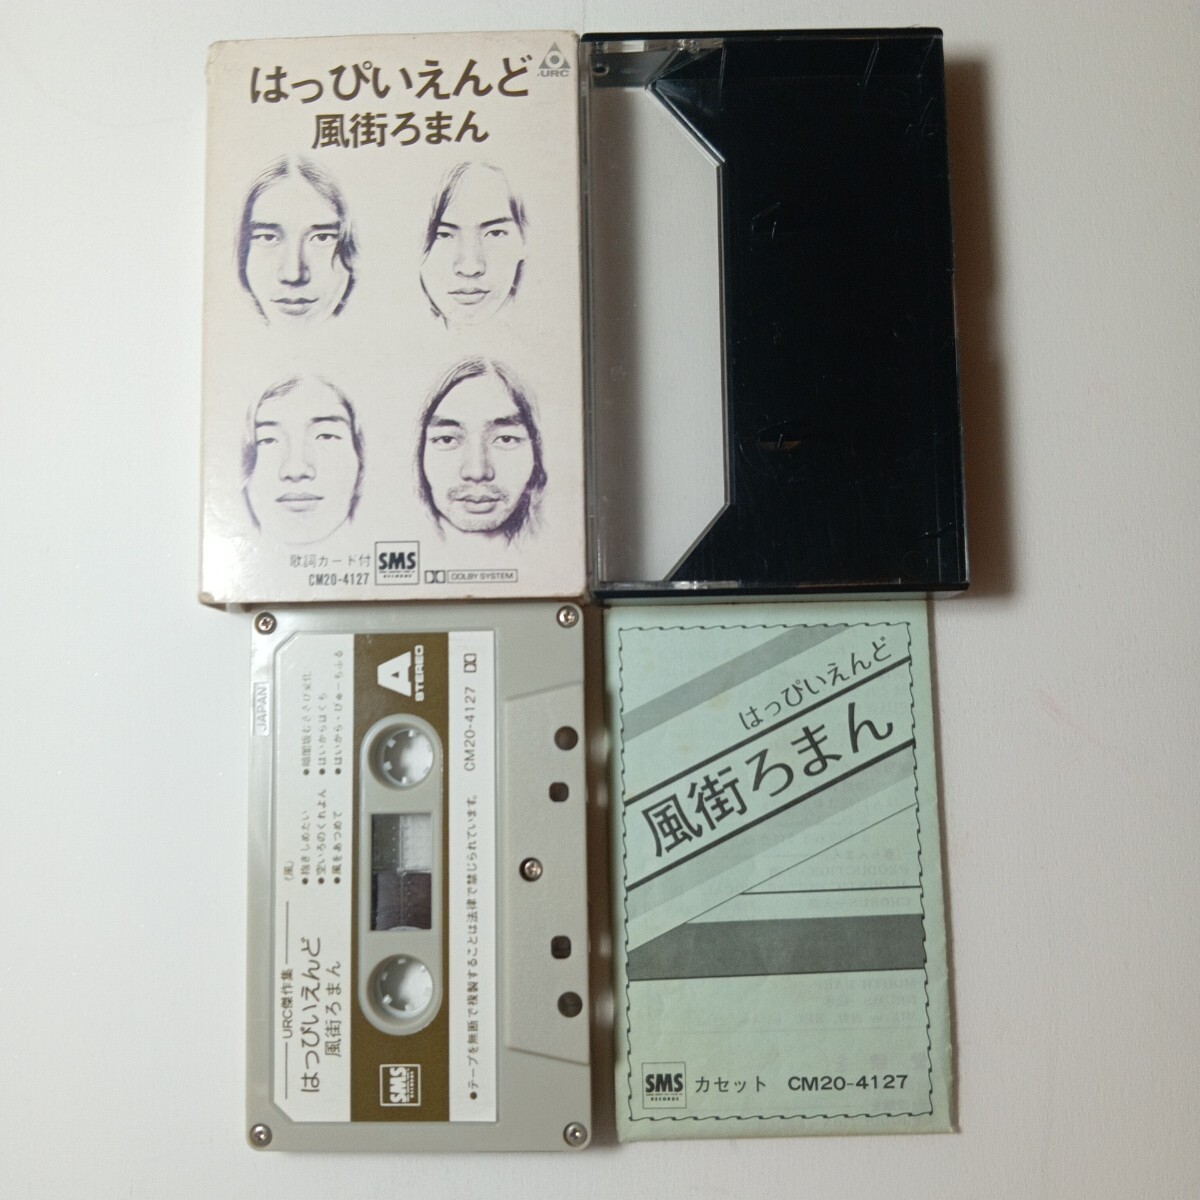 はっぴいえんど
URC
風街ろまん
歌詞カード付
CM20-4127
SMS
RECORDS
DOLBY SYSTEM
JAPAN
URC傑作集
はっぴいえんど
風街ろまん
(風)
●抱きしめたい
●空いろのくれよん
●風をあつめて
●暗闇坂むささび変化
●はいからはくち
●はいから・びゅーちふる
A
STEREO
SMS
RECORDS
●テープを無断で複製することは法律で禁じられています。
CM20-4127
はっぴいえんど
風街ろまん
SMS
RECORDS
カセット CM20-4127